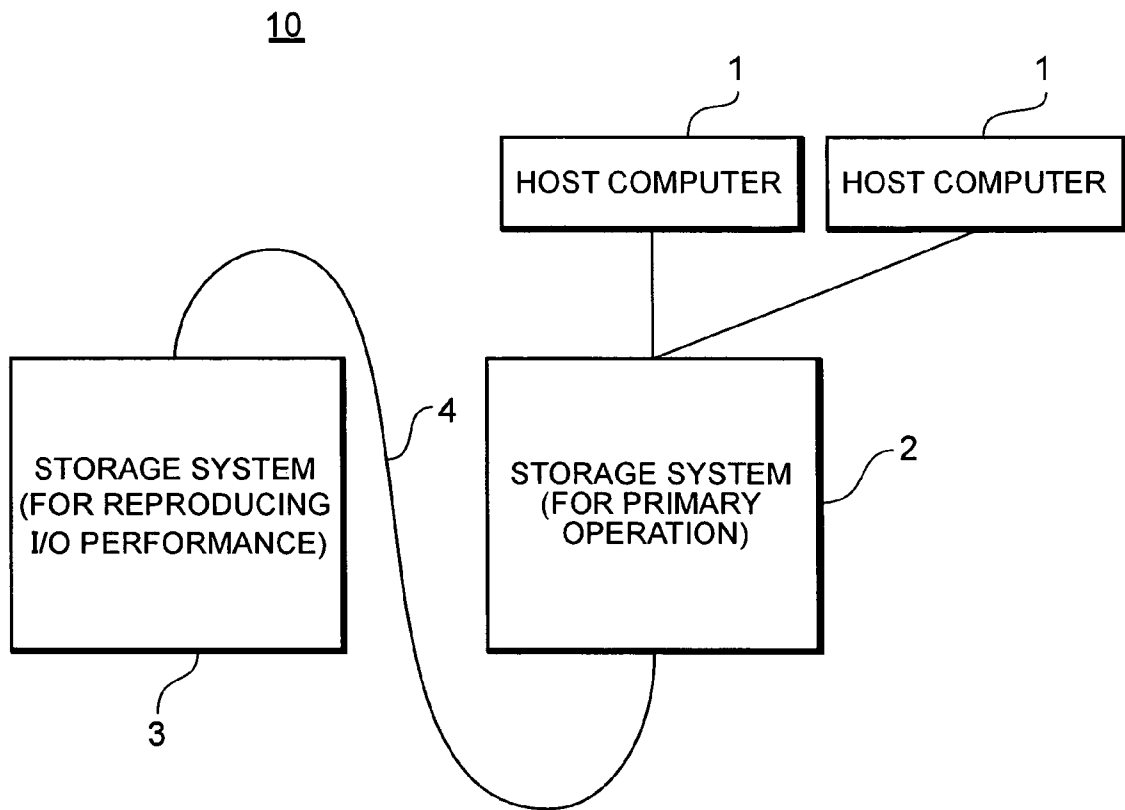 10
1
1
HOST COMPUTER
HOST COMPUTER
4
2
STORAGE SYSTEM
(FOR REPRODUCING
I/O PERFORMANCE)
STORAGE SYSTEM
(FOR PRIMARY
OPERATION)
3